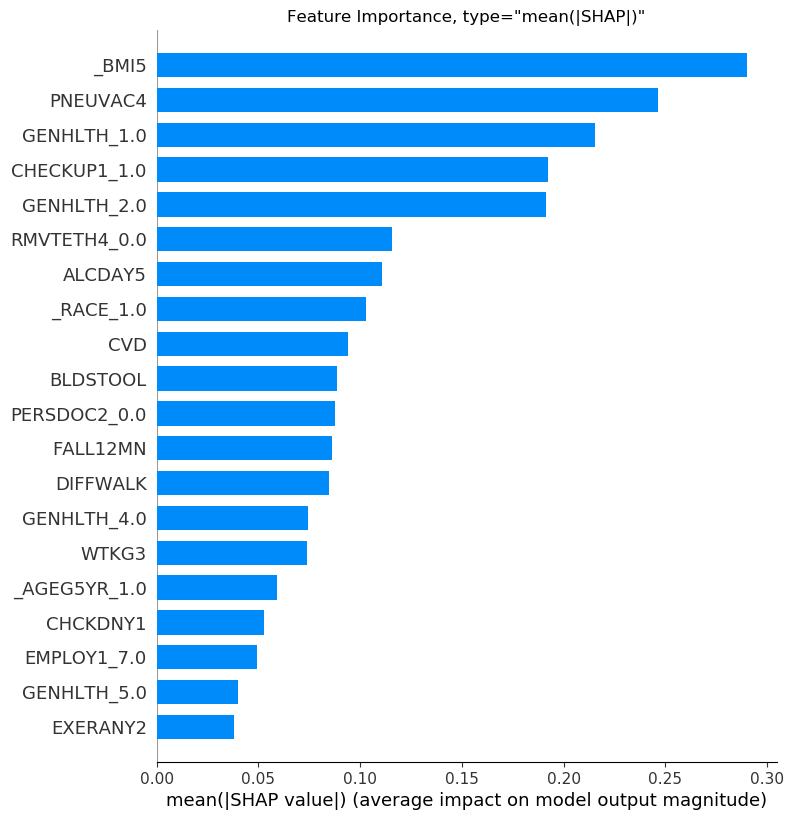 Feature Importance, type="mean(|SHAP|)"
_BMI5
PNEUVAC4
GENHLTH_1.0
CHECKUP1_1.0
GENHLTH_2.0
RMVTETH4_0.0
ALCDAY5
_RACE_1.0
CVD
BLDSTOOL
PERSDOC2_0.0
FALL12MN
DIFFWALK
GENHLTH_4.0
WTKG3
_AGEG5YR_1.0
CHCKDNY1
EMPLOY1_7.0
GENHLTH_5.0
EXERANY2
0.00 0.05 0.10 0.15 0.20 0.25 0.30
mean(|SHAP value|) (average impact on model output magnitude)